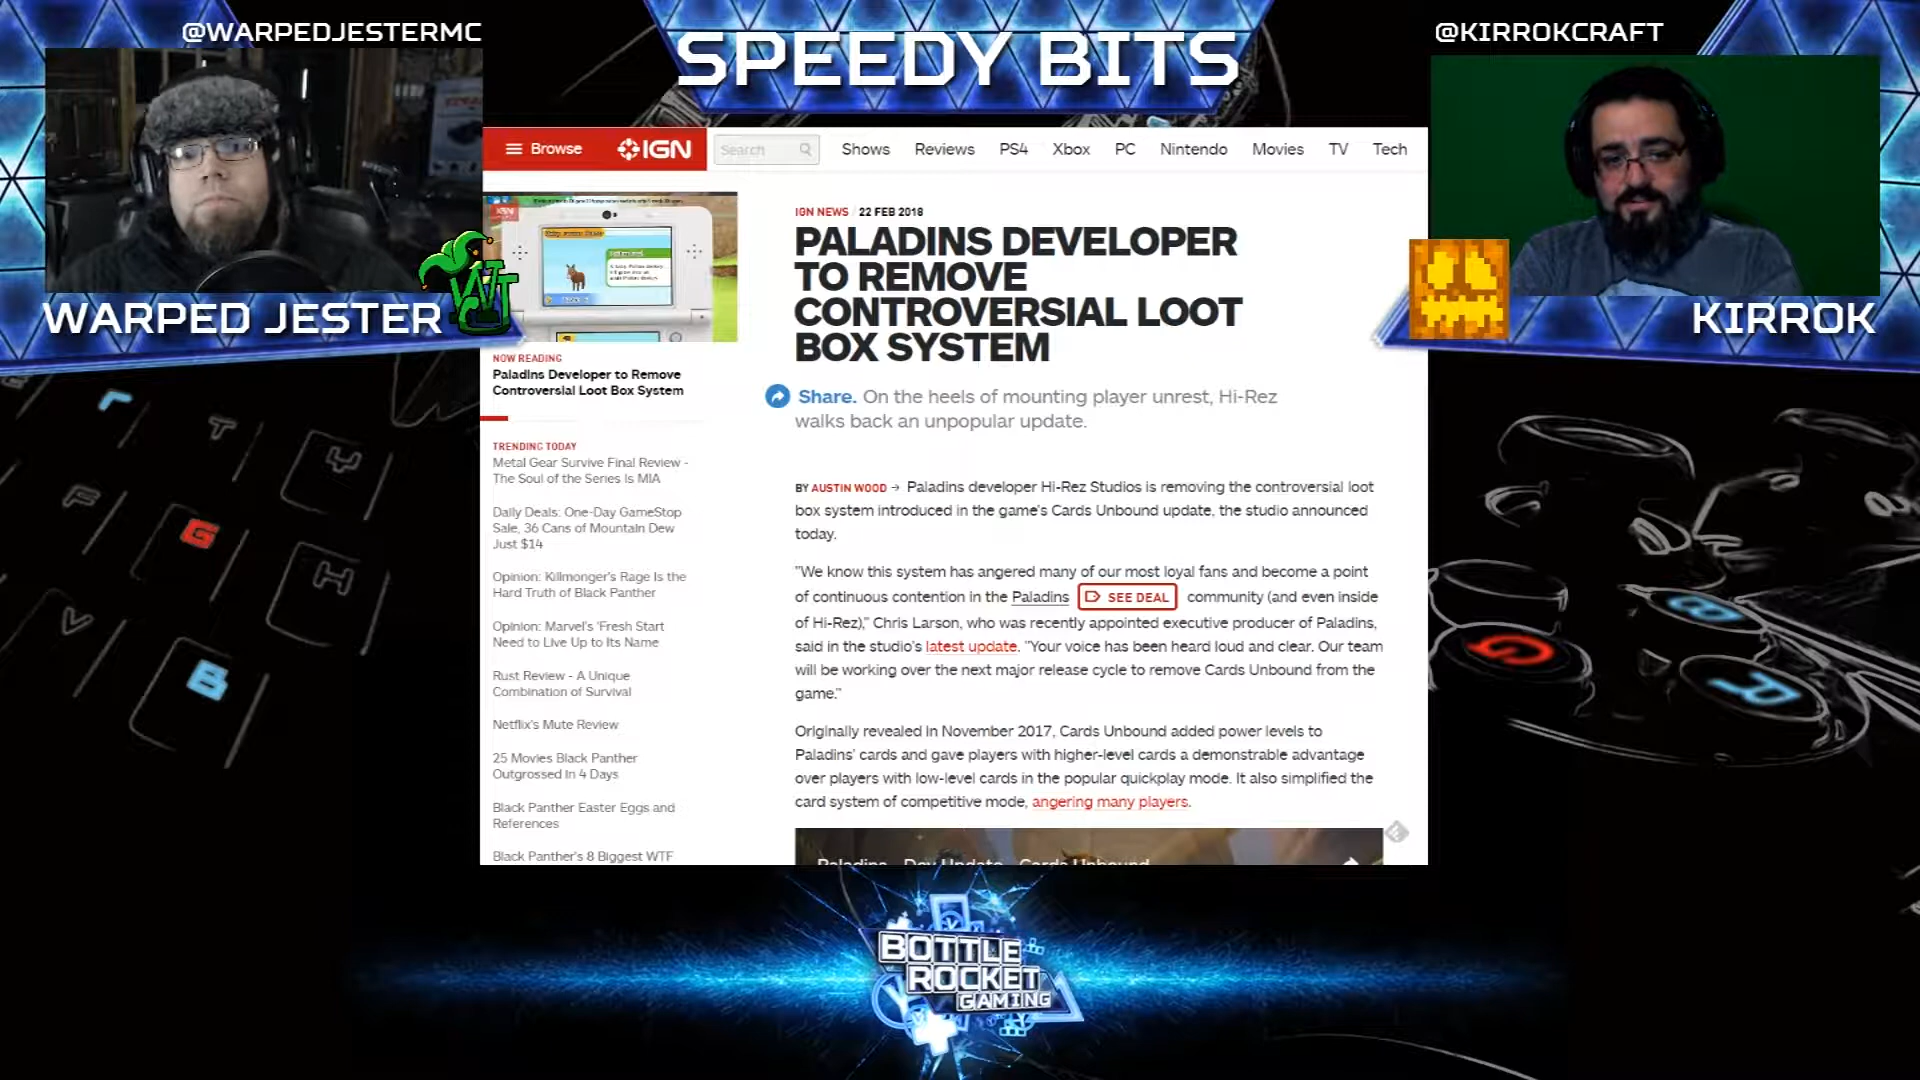 @WARPEDJESTERMC
SPEEDY BITS
@KIRROKCRAFT
WARPED JESTER
WJ
KIRROK
Browse
IGN
Search
Shows
Reviews
PS4
Xbox
PC
Nintendo
Movies
TV
Tech
IGN
NOW READING
Paladins Developer to Remove
Controversial Loot Box System
TRENDING TODAY
Metal Gear Survive Final Review -
The Soul of the Series Is MIA
Daily Deals: One-Day GameStop
Sale, 36 Cans of Mountain Dew
Just $14
Opinion: Killmonger's Rage Is the
Hard Truth of Black Panther
Opinion: Marvel's 'Fresh Start
Need to Live Up to Its Name
Rust Review - A Unique
Combination of Survival
Netflix's Mute Review
25 Movies Black Panther
Outgrossed In 4 Days
Black Panther Easter Eggs and
References
Black Panther's 8 Biggest WTF
IGN NEWS / 22 FEB 2018
PALADINS DEVELOPER
TO REMOVE
CONTROVERSIAL LOOT
BOX SYSTEM
Share. On the heels of mounting player unrest, Hi-Rez
walks back an unpopular update.
BY AUSTIN WOOD → Paladins developer Hi-Rez Studios is removing the controversial loot
box system introduced in the game's Cards Unbound update, the studio announced
today.
"We know this system has angered many of our most loyal fans and become a point
of continuous contention in the Paladins SEE DEAL community (and even inside
of Hi-Rez)," Chris Larson, who was recently appointed executive producer of Paladins,
said in the studio's latest update. "Your voice has been heard loud and clear. Our team
will be working over the next major release cycle to remove Cards Unbound from the
game."
Originally revealed in November 2017, Cards Unbound added power levels to
Paladins' cards and gave players with higher-level cards a demonstrable advantage
over players with low-level cards in the popular quickplay mode. It also simplified the
card system of competitive mode, angering many players.
Paladins - Dev Update - Cards Unbound
T
Y
F
G
H
V
B
B
G
R
BOTTLE
ROCKET
GAMING